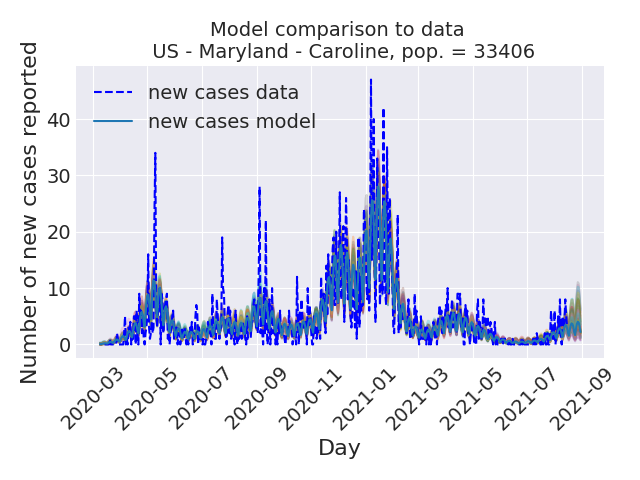 Model comparison to data
US - Maryland - Caroline, pop. = 33406
Number of new cases reported
new cases data
new cases model
40
30
20
10
0
2020-03
2020-05
2020-07
2020-09
2020-11
2021-01
2021-03
2021-05
2021-07
2021-09
Day